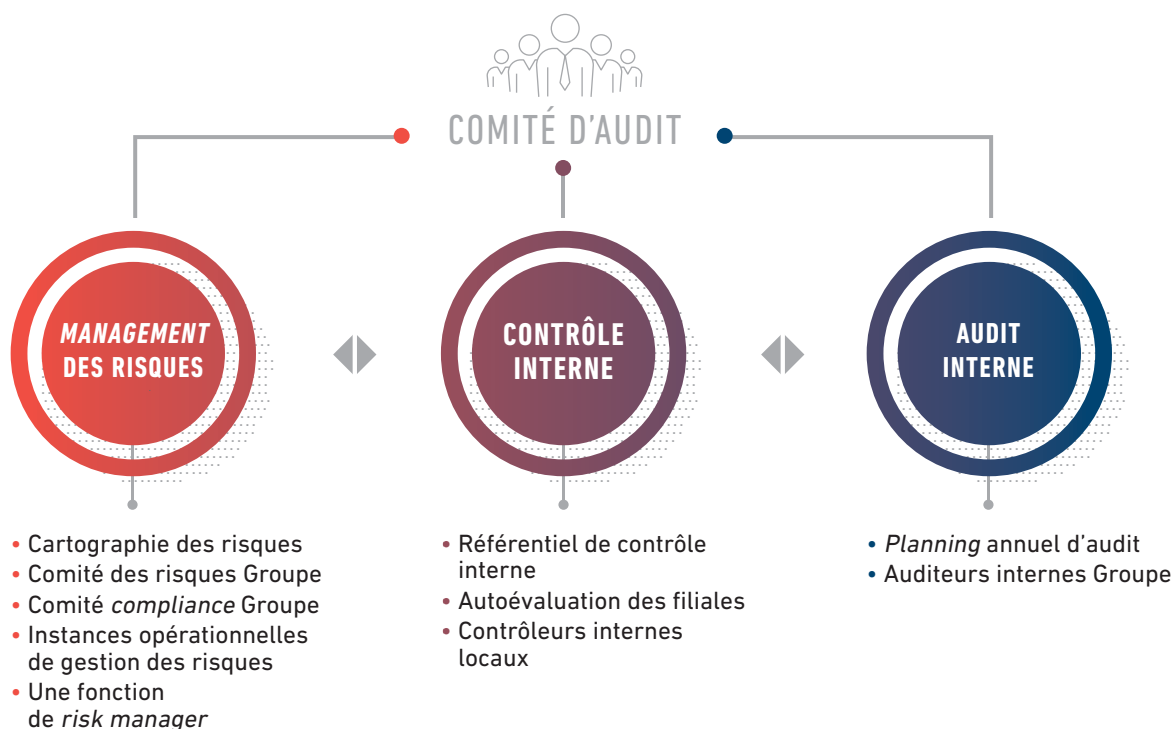 COMITÉ D'AUDIT
MANAGEMENT
DES RISQUES
CONTRÔLE
INTERNE
AUDIT
INTERNE
• Cartographie des risques
• Comité des risques Groupe
• Comité compliance Groupe
• Instances opérationnelles
de gestion des risques
• Une fonction
de risk manager
• Référentiel de contrôle
interne
• Autoévaluation des filiales
• Contrôleurs internes
locaux
• Planning annuel d’audit
• Auditeurs internes Groupe